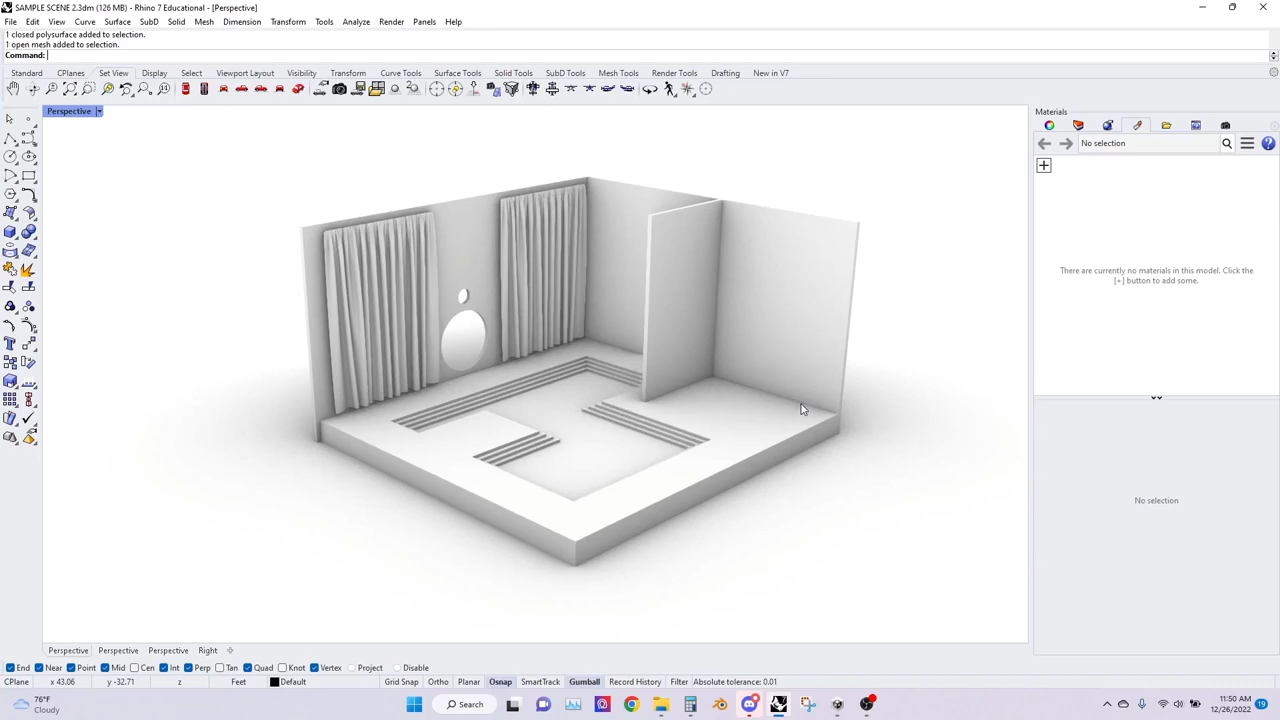 SAMPLE SCENE 2.3dm (126 MB) - Rhino 7 Educational - [Perspective]
File Edit View Curve Surface SubD Solid Mesh Dimension Transform Tools Analyze Render Panels Help
1 closed polysurface added to selection.
1 open mesh added to selection.
Command:
Standard CPlanes Set View Display Select Viewport Layout Visibility Transform Curve Tools Surface Tools Solid Tools SubD Tools Mesh Tools Render Tools Drafting New in V7
Perspective
Materials
No selection
There are currently no materials in this model. Click the
[+] button to add some.
No selection
Perspective Perspective Perspective Right
End Near Point Mid Cen Int Perp Tan Quad Knot Vertex Project Disable
CPlane x 43.06 y -32.71 z Feet Default Grid Snap Ortho Planar Osnap SmartTrack Gumball Record History Filter Absolute tolerance: 0.01
76°F
Cloudy
Search
11:50 AM
12/26/2022
19